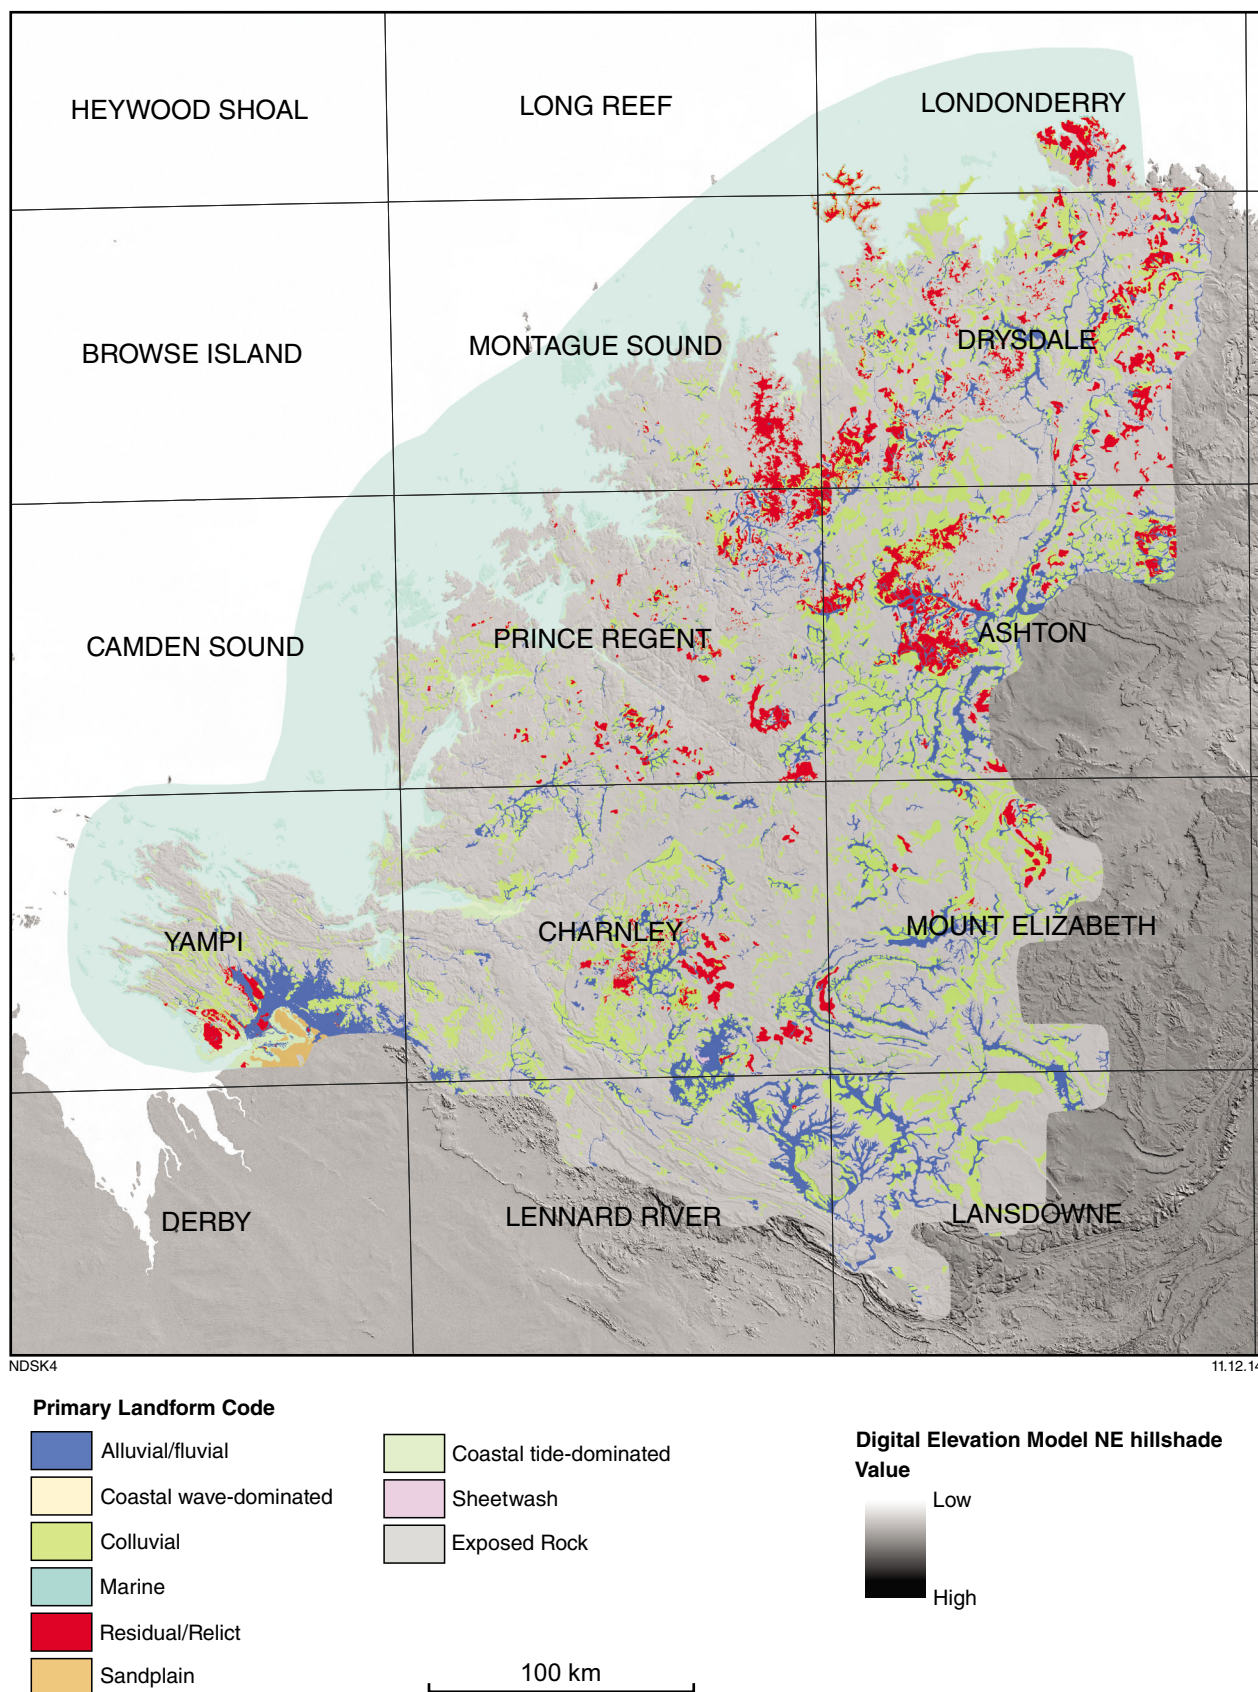 HEYWOOD SHOAL
LONG REEF
LONDONDERRY
BROWSE ISLAND
MONTAGUE SOUND
DRYSDALE
CAMDEN SOUND
PRINCE REGENT
ASHTON
YAMPI
CHARNLEY
MOUNT ELIZABETH
DERBY
LENNARD RIVER
LANSDOWNE
NDSK4
11.12.14
Primary Landform Code
Alluvial/fluvial
Coastal wave-dominated
Colluvial
Marine
Residual/Relict
Sandplain
Coastal tide-dominated
Sheetwash
Exposed Rock
Digital Elevation Model NE hillshade
Value
Low
High
100 km